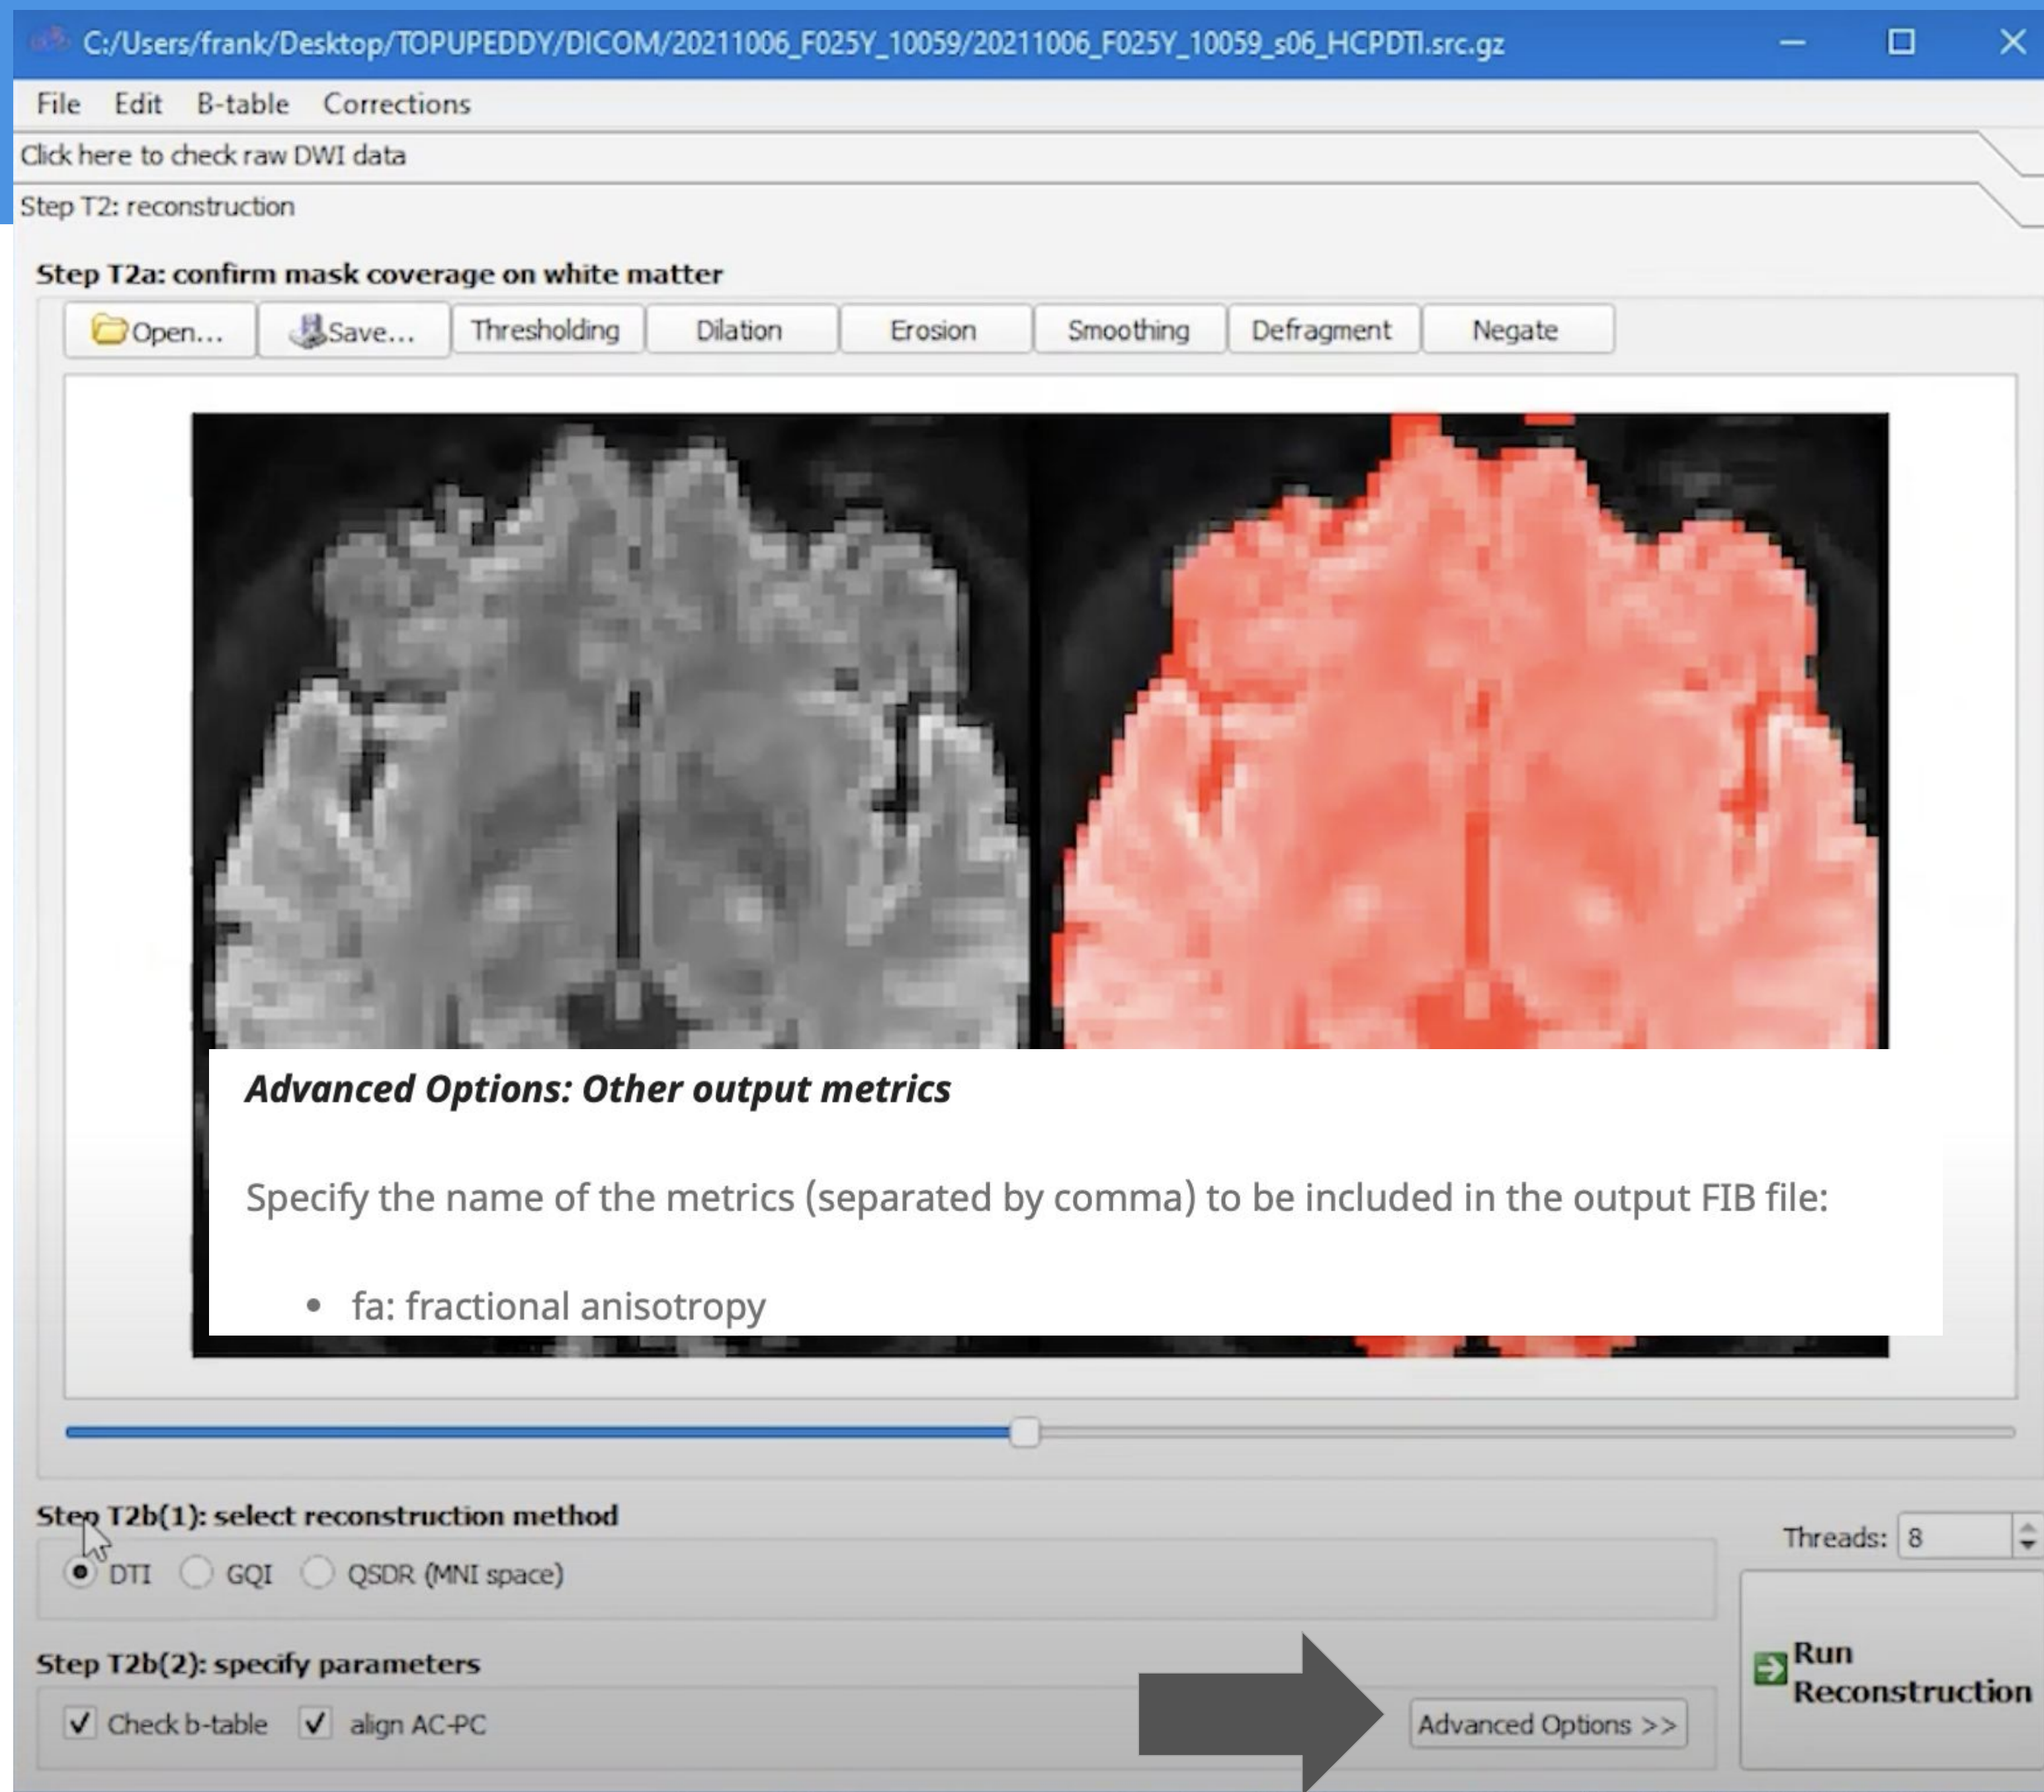 C:/Users/frank/Desktop/TOPUPEDDY/DICOM/20211006_F025Y_10059/20211006_F025Y_10059_s06_HCPDTI.src.gz
File Edit B-table Corrections
Click here to check raw DWI data
Step T2: reconstruction
Step T2a: confirm mask coverage on white matter
Open... Save... Thresholding Dilation Erosion Smoothing Defragment Negate
Advanced Options: Other output metrics
Specify the name of the metrics (separated by comma) to be included in the output FIB file:
• fa: fractional anisotropy
Step T2b(1): select reconstruction method
Threads: 8
DTI GQI QSDR (MNI space)
Run
Reconstruction
Step T2b(2): specify parameters
Check b-table align AC-PC
Advanced Options >>